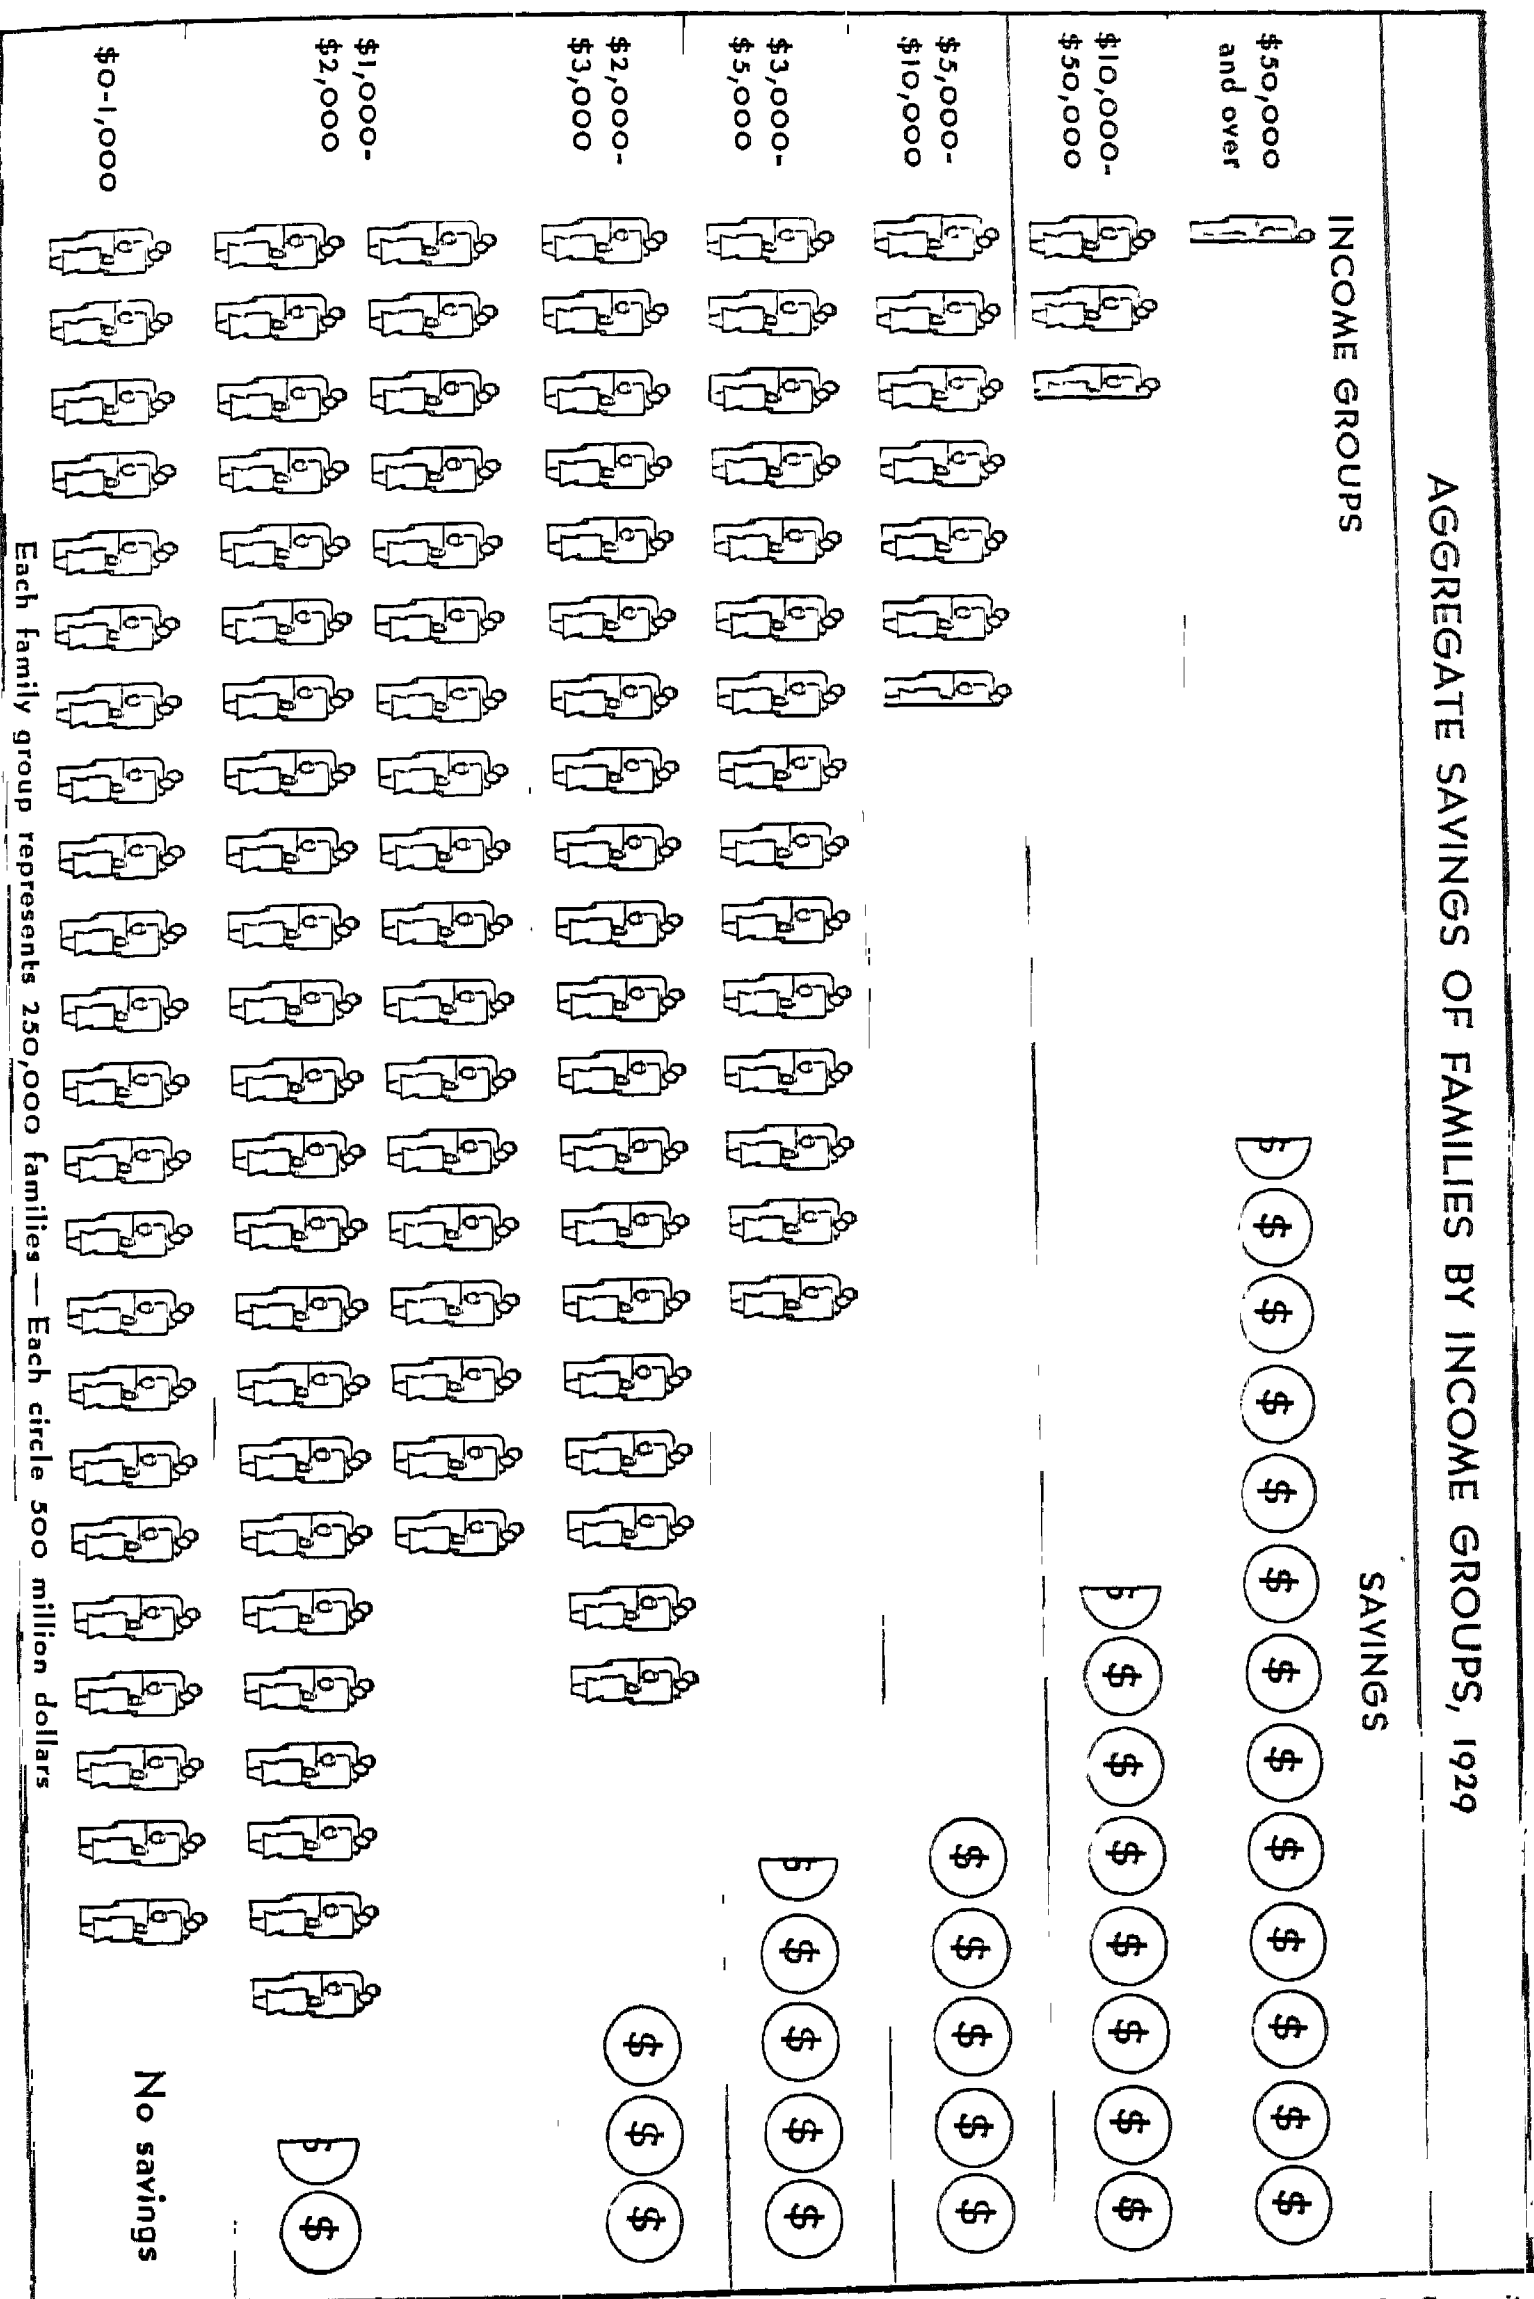 AGGREGATE SAVINGS OF FAMILIES BY INCOME GROUPS, 1929
INCOME GROUPS
SAVINGS
$50,000
and over
$10,000-
$50,000
$5,000-
$10,000
$3,000-
$5,000
$2,000-
$3,000
$1,000-
$2,000
$0-1,000
No savings
Each family group represents 250,000 families — Each circle 500 million dollars